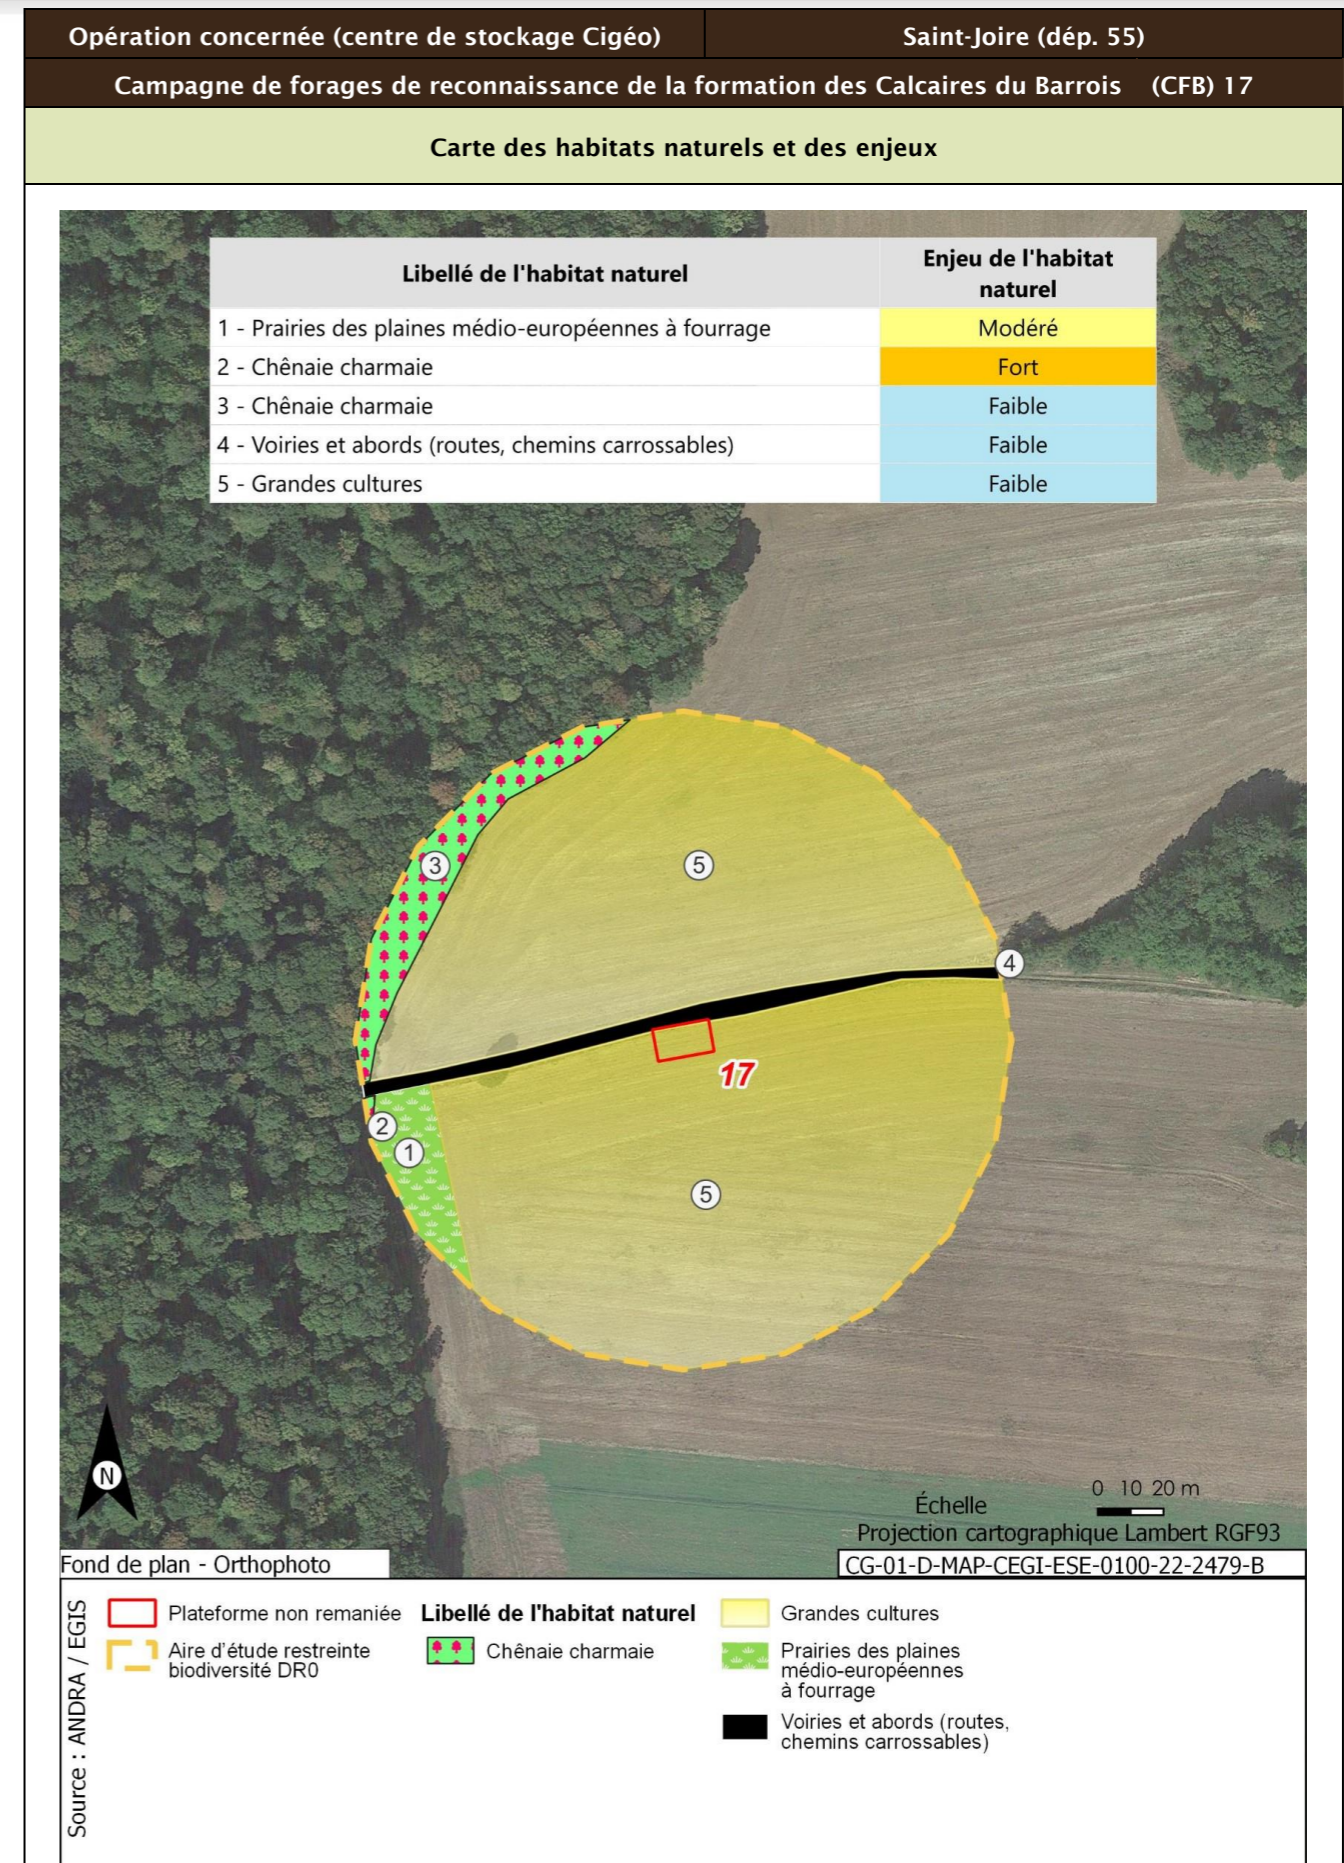 Opération concernée (centre de stockage Cigéo)
Saint-Joire (dép. 55)
Campagne de forages de reconnaissance de la formation des Calcaires du Barrois (CFB) 17
Carte des habitats naturels et des enjeux
Libellé de l'habitat naturel
Enjeu de l'habitat
naturel
1 - Prairies des plaines médio-européennes à fourrage
Modéré
2 - Chênaie charmaie
Fort
3 - Chênaie charmaie
Faible
4 - Voiries et abords (routes, chemins carrossables)
Faible
5 - Grandes cultures
Faible
3
5
4
17
2
1
5
N
0 10 20 m
Échelle
Projection cartographique Lambert RGF93
Fond de plan - Orthophoto
CG-01-D-MAP-CEGI-ESE-0100-22-2479-B
Source : ANDRA / EGIS
Plateforme non remaniée
Aire d'étude restreinte
biodiversité DR0
Libellé de l'habitat naturel
Chênaie charmaie
Grandes cultures
Prairies des plaines
médio-européennes
à fourrage
Voiries et abords (routes,
chemins carrossables)